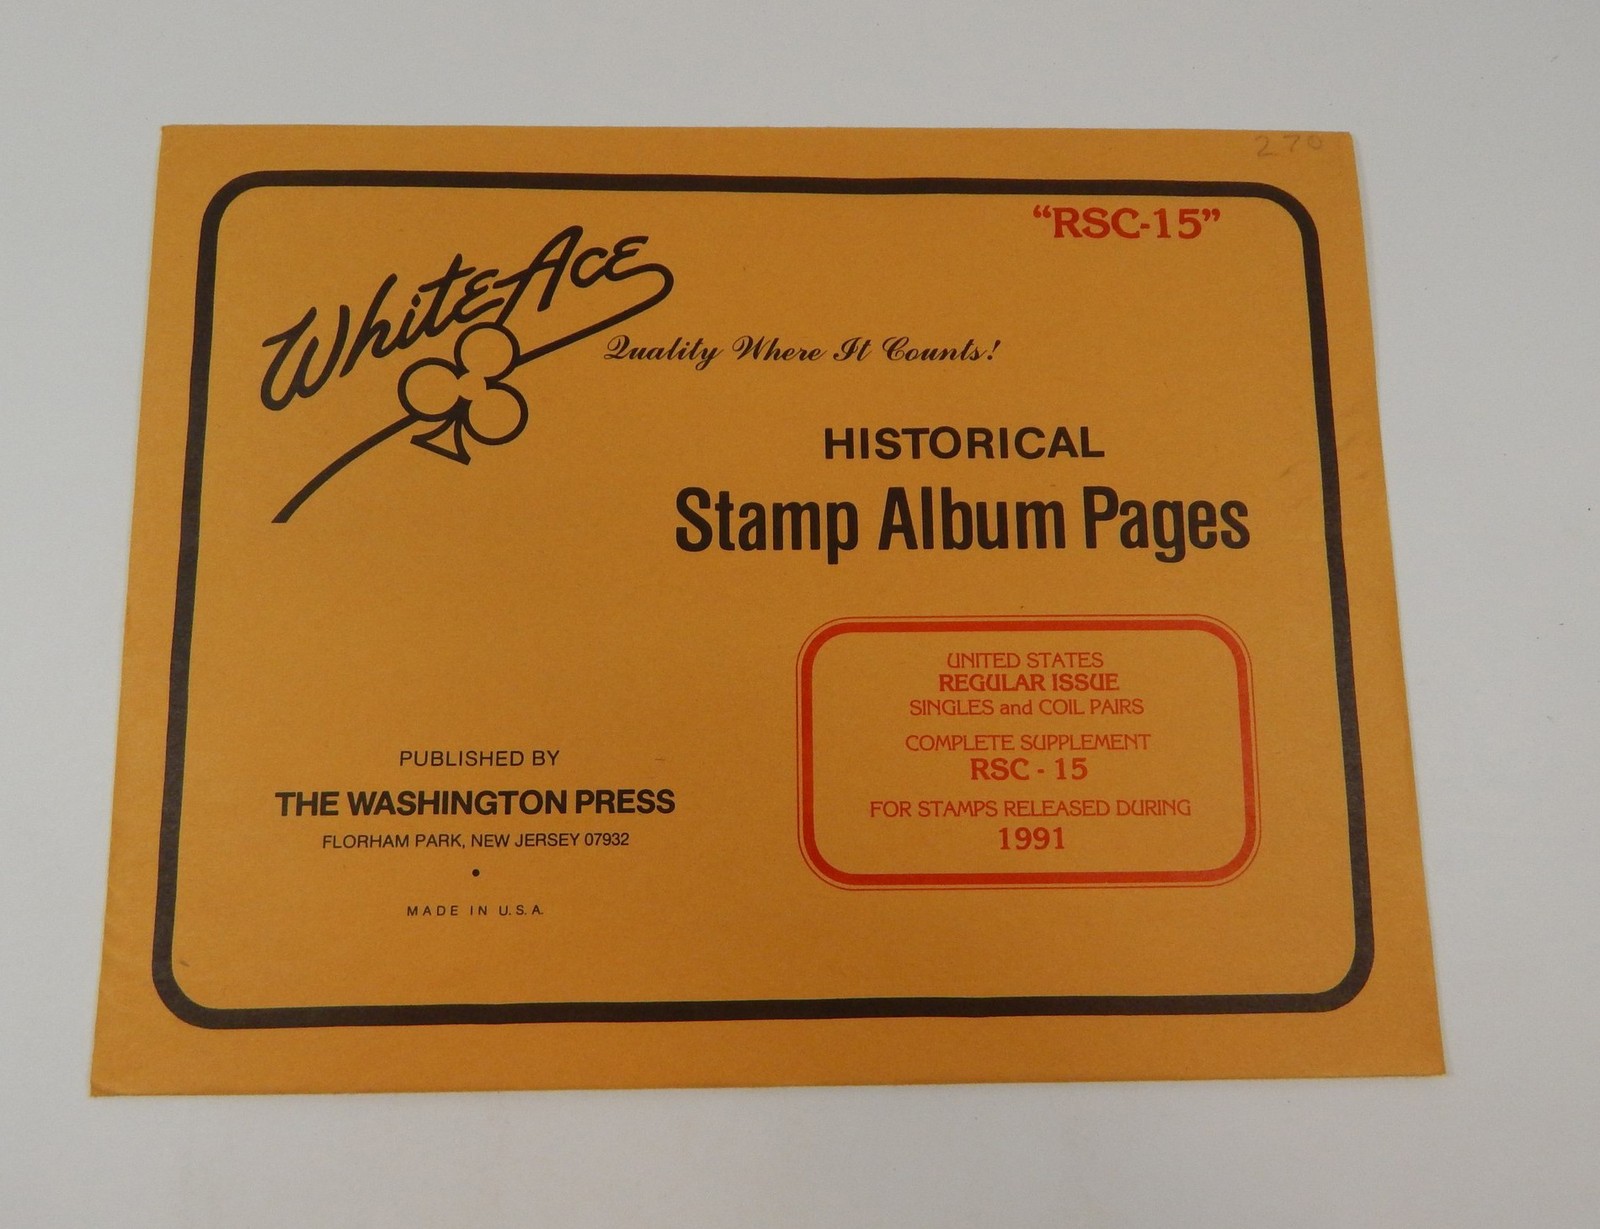 270
"RSC-15"
White Ace
Quality Where It Counts!
HISTORICAL
Stamp Album Pages
UNITED STATES
REGULAR ISSUE
SINGLES and COIL PAIRS
COMPLETE SUPPLEMENT
RSC - 15
FOR STAMPS RELEASED DURING
1991
PUBLISHED BY
THE WASHINGTON PRESS
FLORHAM PARK, NEW JERSEY 07932
•
MADE IN U.S.A.